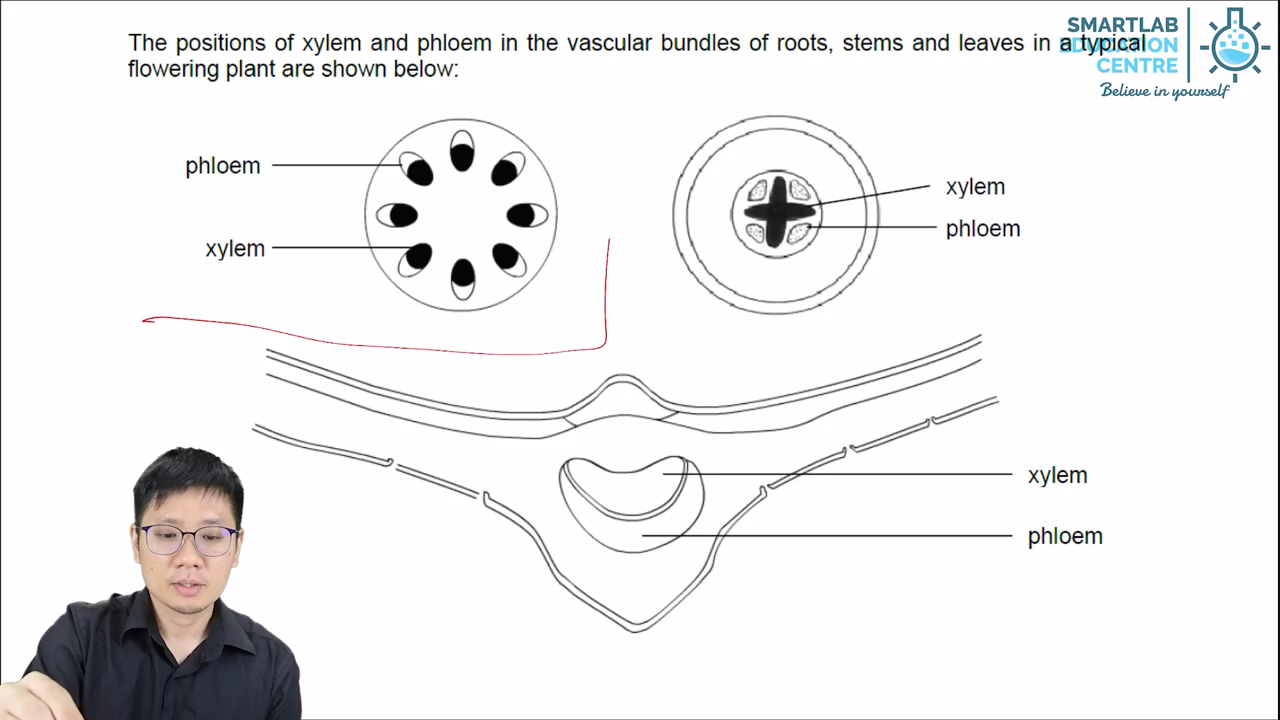 The positions of xylem and phloem in the vascular bundles of roots, stems and leaves in a typical
flowering plant are shown below:
SMARTLAB
EDUCATION
CENTRE
Believe in yourself
phloem
xylem
xylem
phloem
xylem
phloem